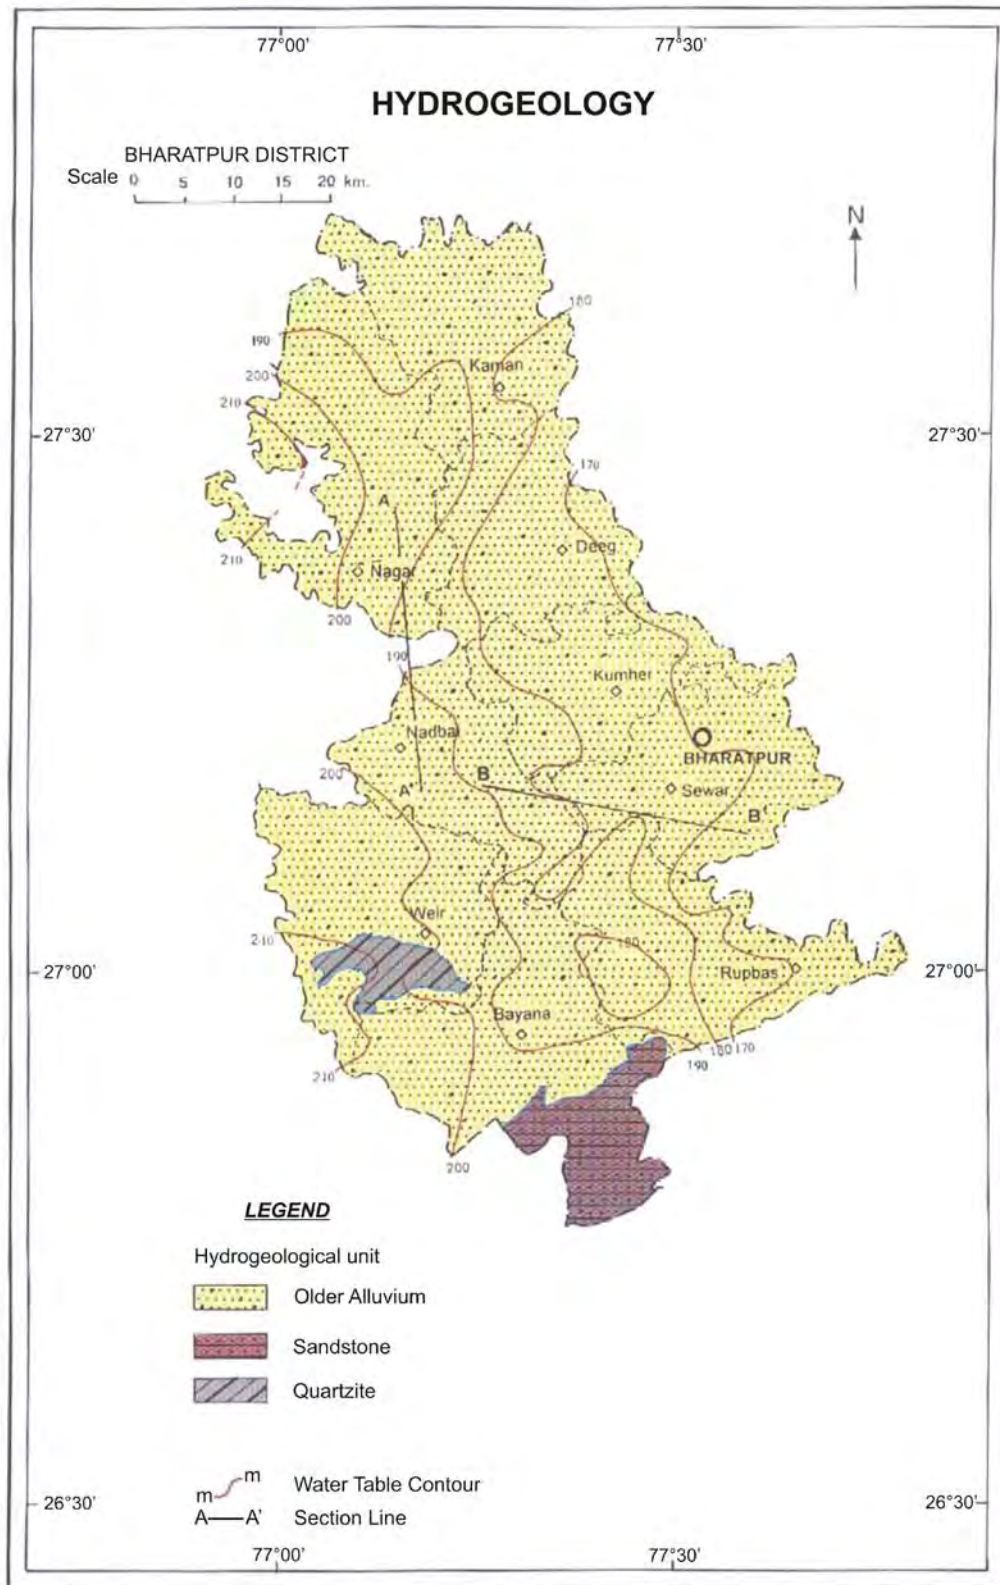 77°00' 77°30'
HYDROGEOLOGY
BHARATPUR DISTRICT
Scale 0 5 10 15 20 km.
N
180
190
Kaman
200
210
27°30' 27°30'
170
A
Deeg
210
Nagar
200
190
Kumher
Nadbai
BHARATPUR
200
B
A' Sewar
B'
Weir
210
180
27°00' 27°00'
Rupbas
Bayana
190 180 170
210
200
LEGEND
Hydrogeological unit
Older Alluvium
Sandstone
Quartzite
m m Water Table Contour
A A' Section Line
26°30' 26°30'
77°00' 77°30'